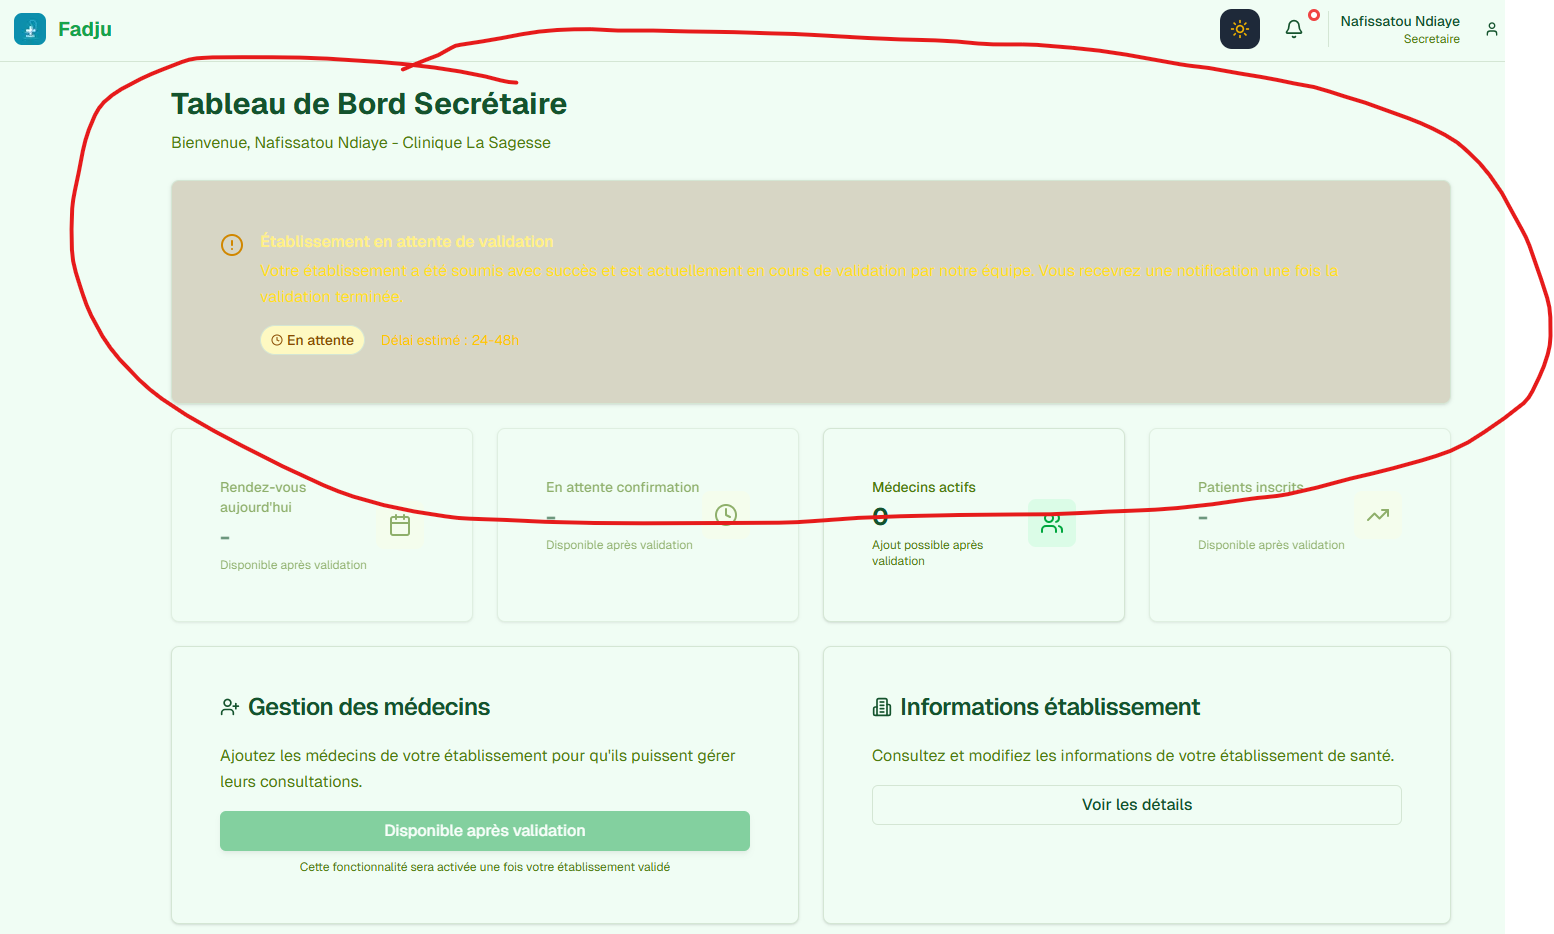 Fadju
Nafissatou Ndiaye
Secretaire
Tableau de Bord Secrétaire
Bienvenue, Nafissatou Ndiaye - Clinique La Sagesse
Établissement en attente de validation
Votre établissement a été soumis avec succès et est actuellement en cours de validation par notre équipe. Vous recevrez une notification une fois la
validation terminée.
En attente
Délai estimé : 24-48h
Rendez-vous
aujourd'hui
-
Disponible après validation
En attente confirmation
-
Disponible après validation
Médecins actifs
0
Ajout possible après
validation
Patients inscrits
-
Disponible après validation
Gestion des médecins
Ajoutez les médecins de votre établissement pour qu'ils puissent gérer
leurs consultations.
Disponible après validation
Cette fonctionnalité sera activée une fois votre établissement validé
Informations établissement
Consultez et modifiez les informations de votre établissement de santé.
Voir les détails